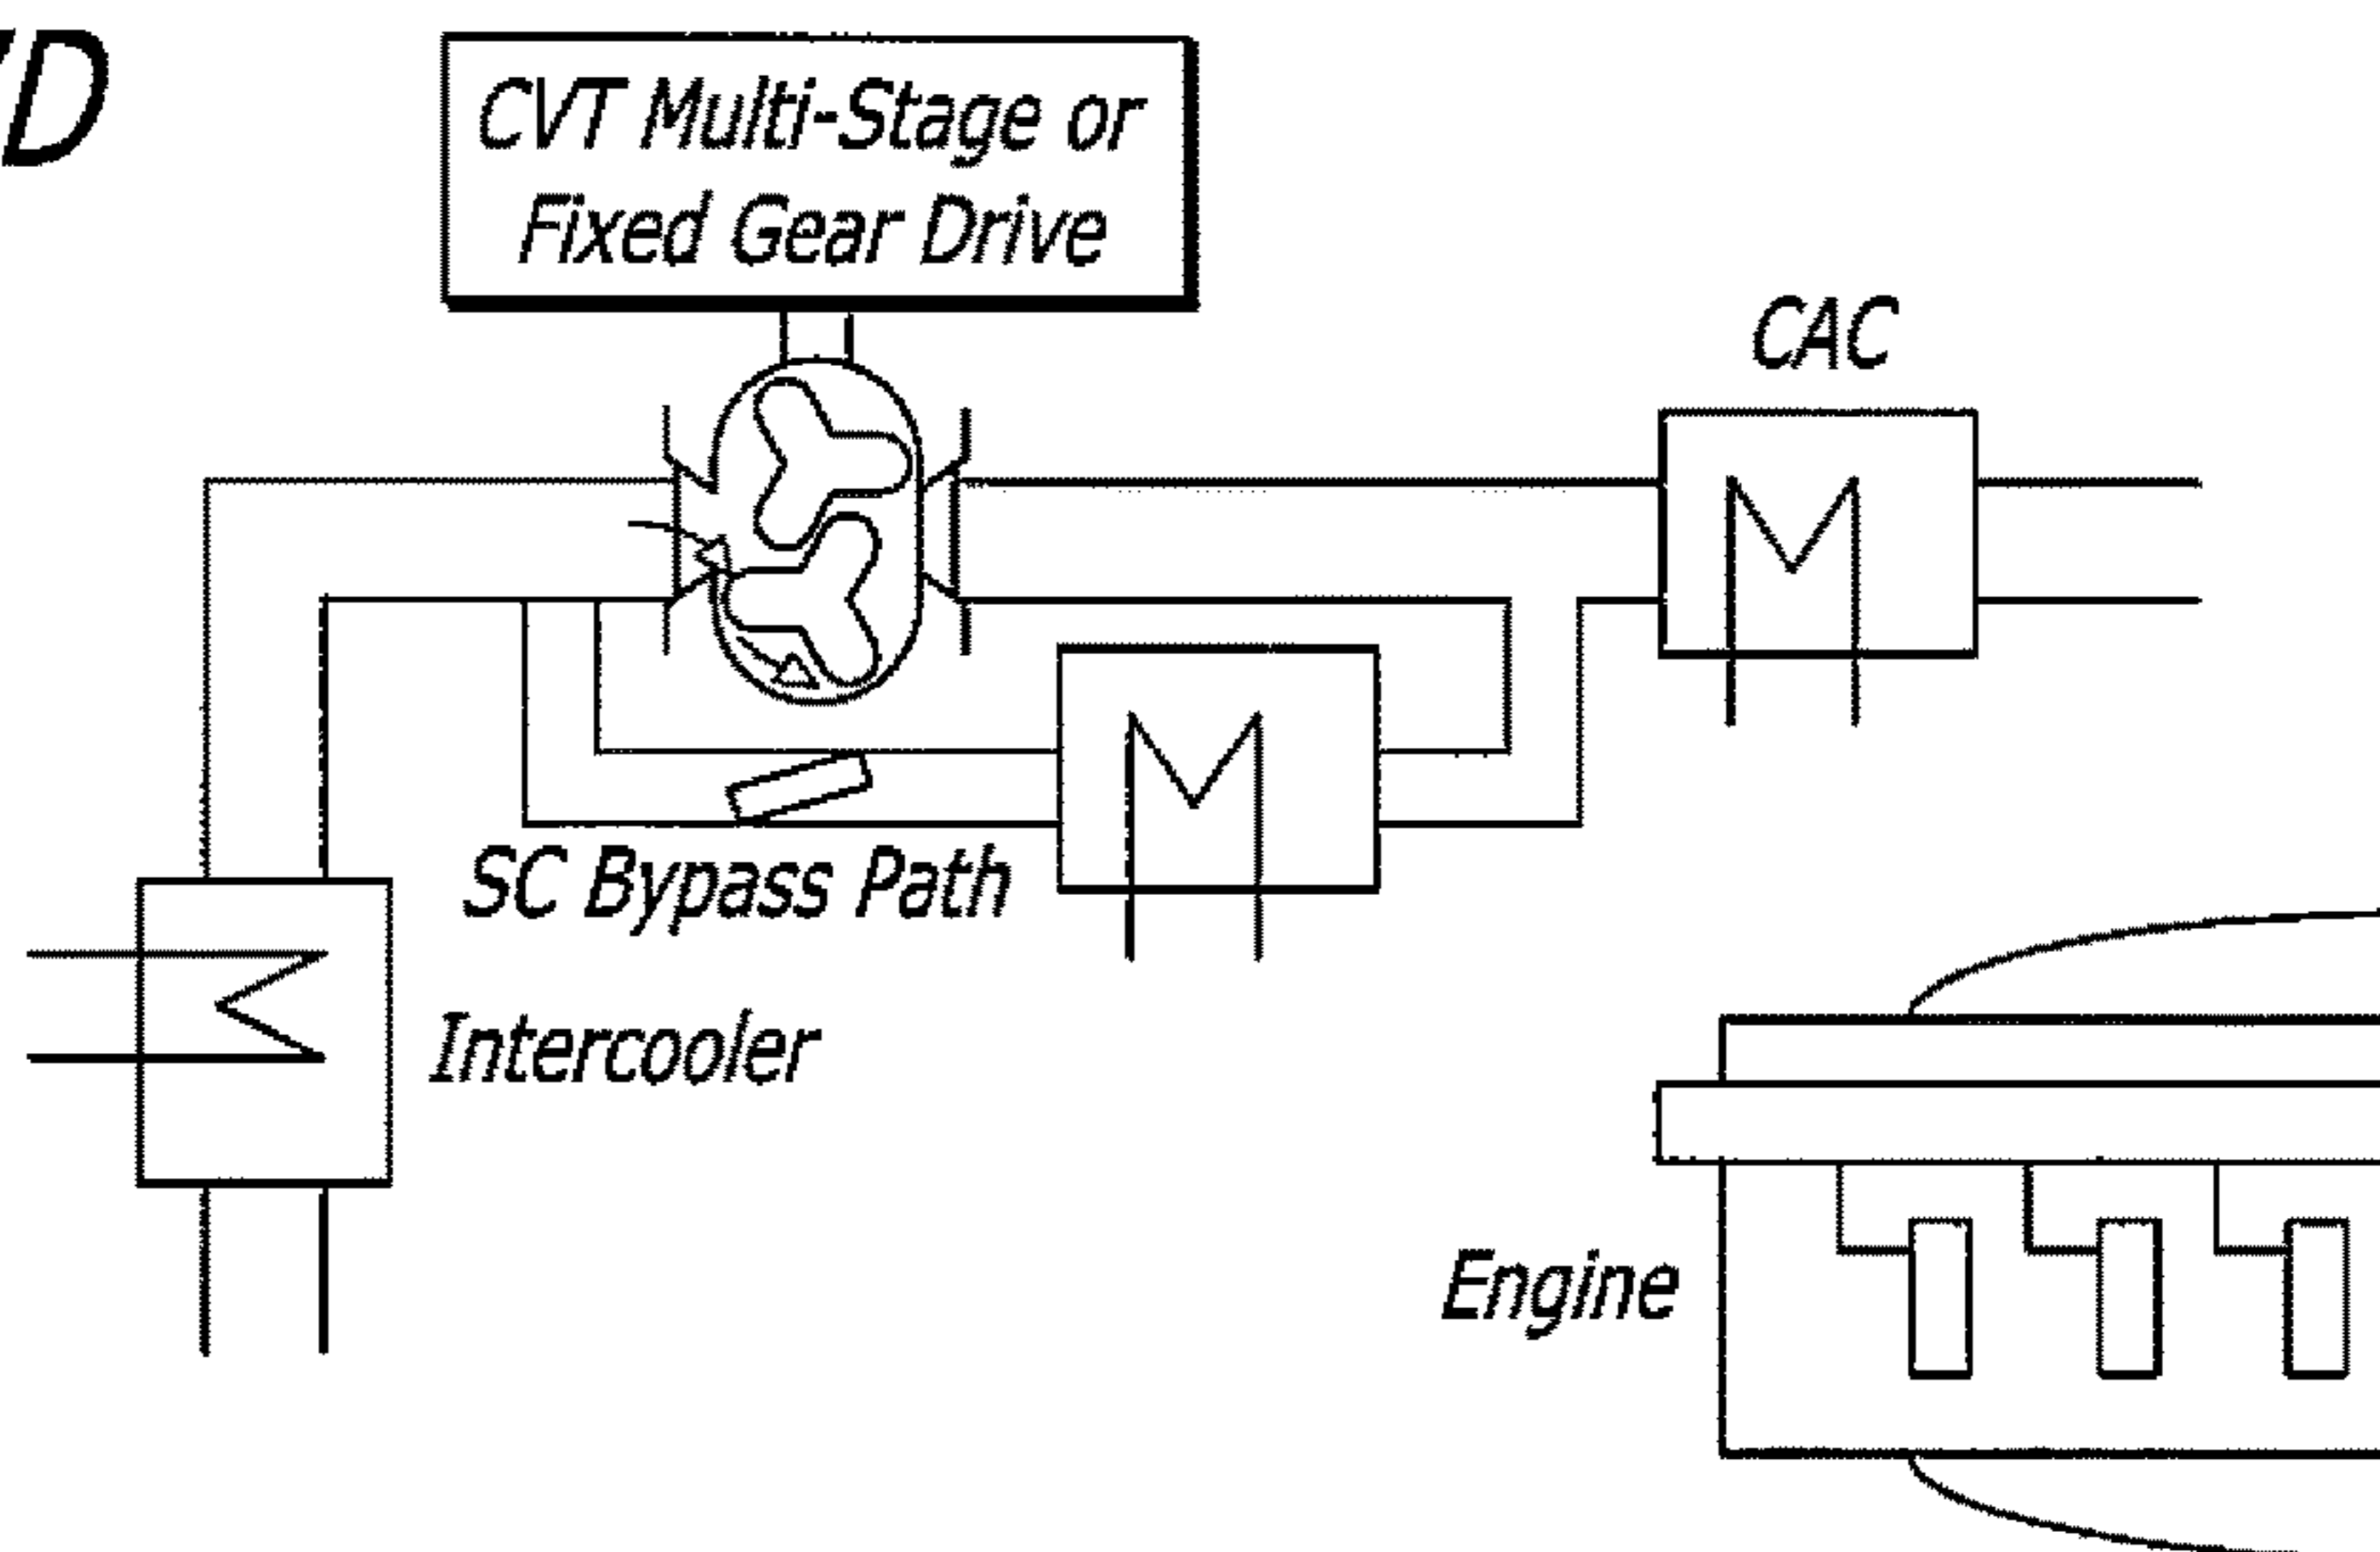 D
CVT Multi-Stage or
Fixed Gear Drive
CAC
SC Bypass Path
Intercooler
Engine